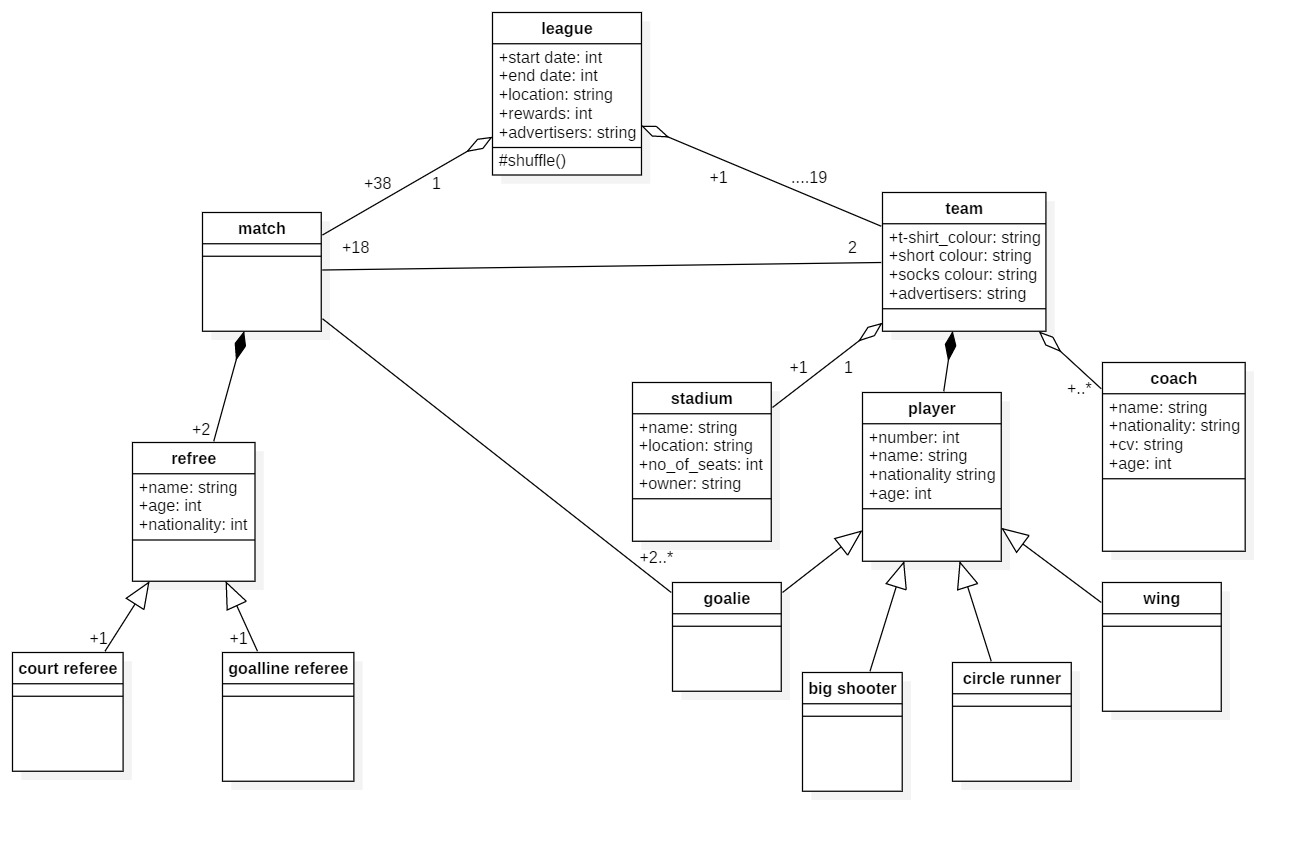 league
+start date: int
+end date: int
+location: string
+rewards: int
+advertisers: string
#shuffle()
+38
1
+1
....19
match
team
+t-shirt_colour: string
+short colour: string
+socks colour: string
+advertisers: string
+18
2
+1
1
+..*
stadium
+name: string
+location: string
+no_of_seats: int
+owner: string
player
+number: int
+name: string
+nationality string
+age: int
coach
+name: string
+nationality: string
+cv: string
+age: int
+2
refree
+name: string
+age: int
+nationality: int
+2..*
+1
+1
court referee
goalline referee
goalie
big shooter
circle runner
wing